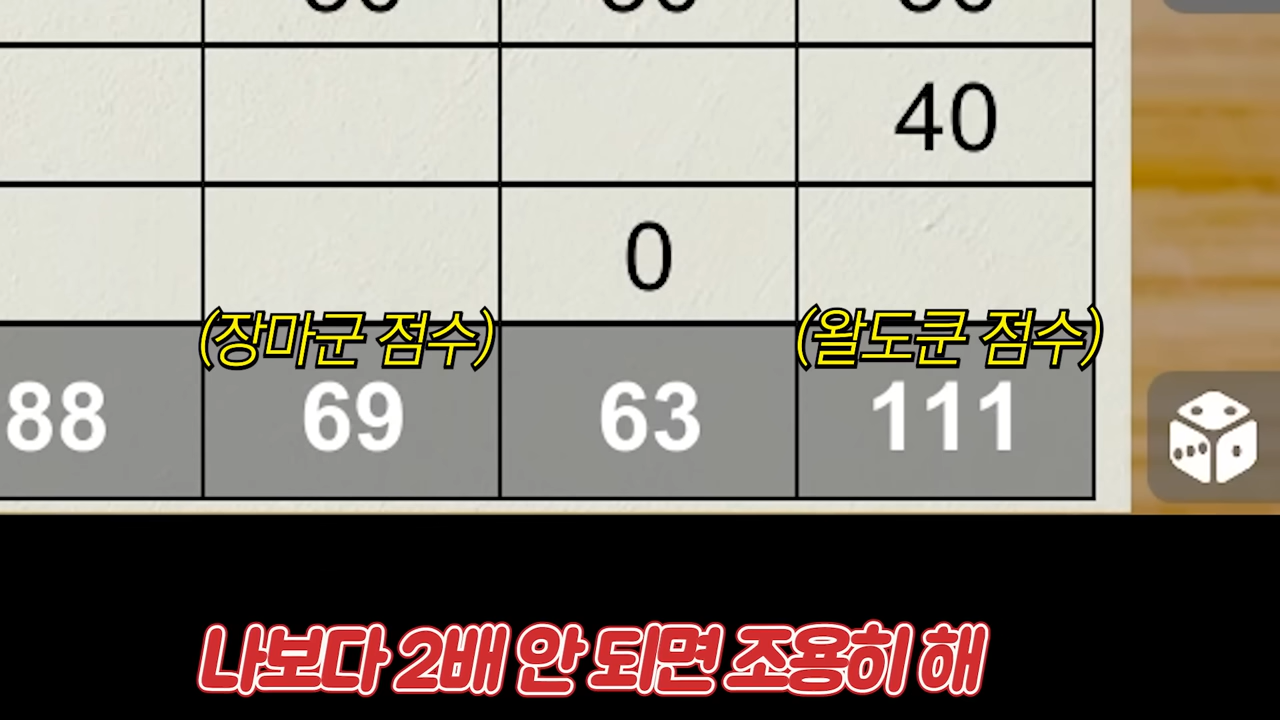 40
0
(장마군 점수) (왈도쿤 점수)
88 69 63 111
나보다 2배 안 되면 조용히 해